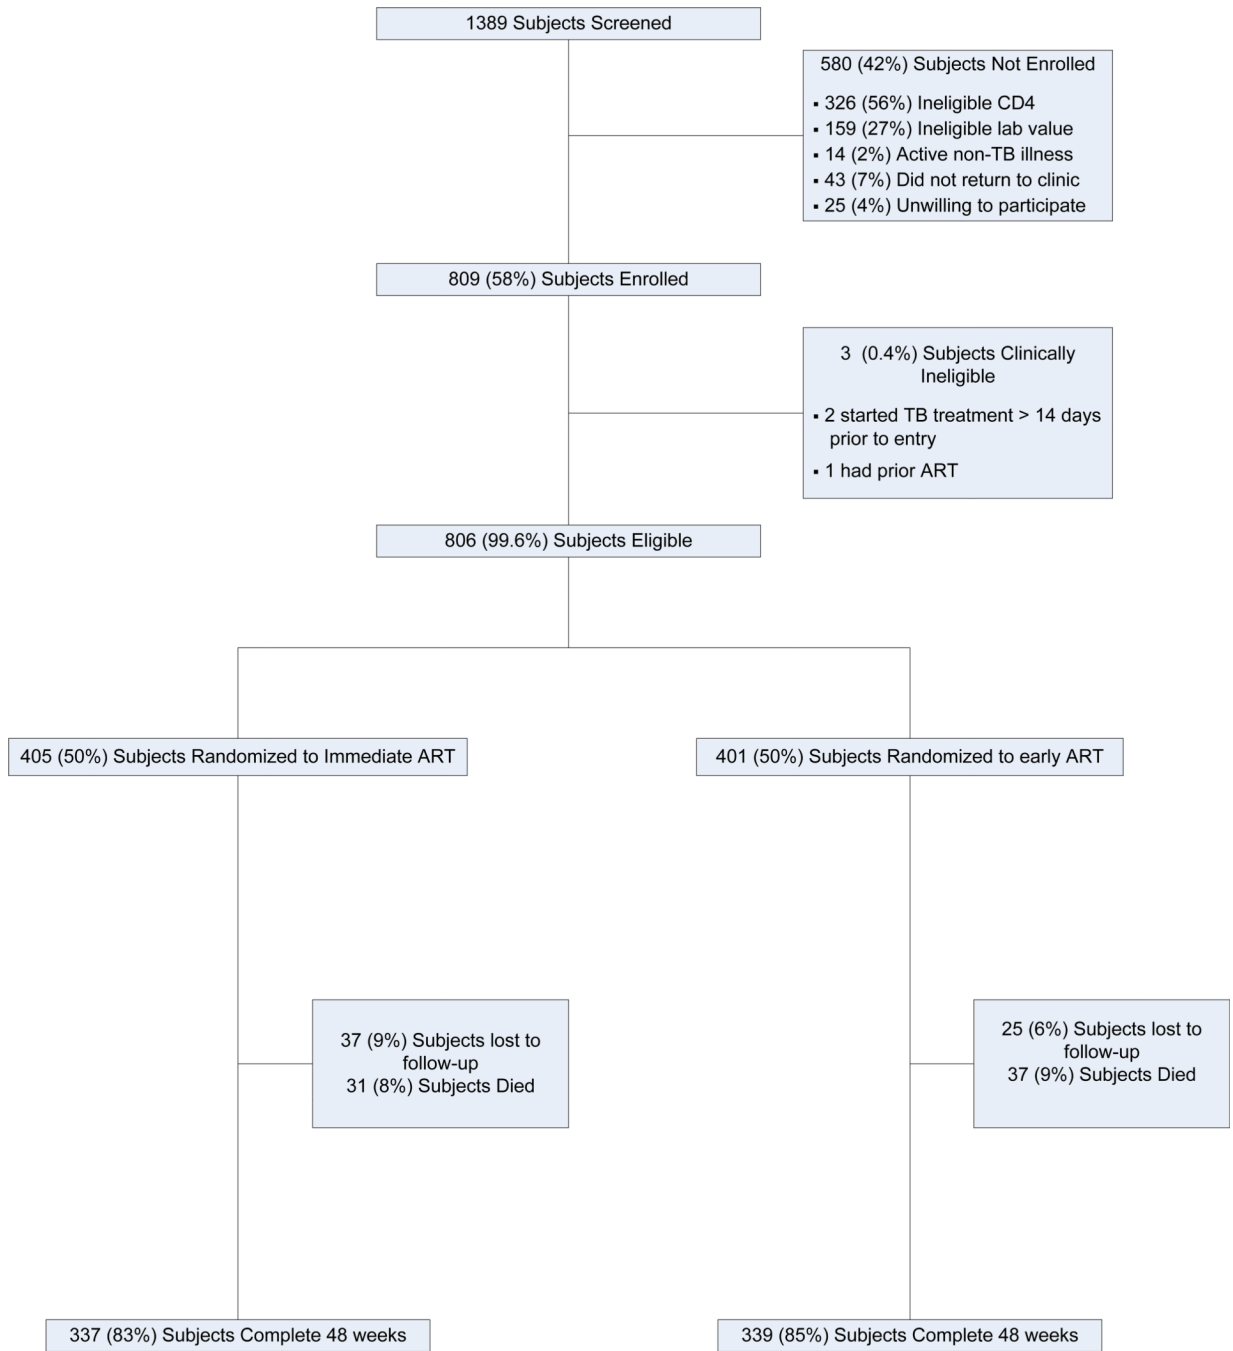 1389 Subjects Screened
580 (42%) Subjects Not Enrolled
▪ 326 (56%) Ineligible CD4
▪ 159 (27%) Ineligible lab value
▪ 14 (2%) Active non-TB illness
▪ 43 (7%) Did not return to clinic
▪ 25 (4%) Unwilling to participate
809 (58%) Subjects Enrolled
3 (0.4%) Subjects Clinically
Ineligible
▪ 2 started TB treatment > 14 days
prior to entry
▪ 1 had prior ART
806 (99.6%) Subjects Eligible
405 (50%) Subjects Randomized to Immediate ART
401 (50%) Subjects Randomized to early ART
37 (9%) Subjects lost to
follow-up
31 (8%) Subjects Died
25 (6%) Subjects lost to
follow-up
37 (9%) Subjects Died
337 (83%) Subjects Complete 48 weeks
339 (85%) Subjects Complete 48 weeks